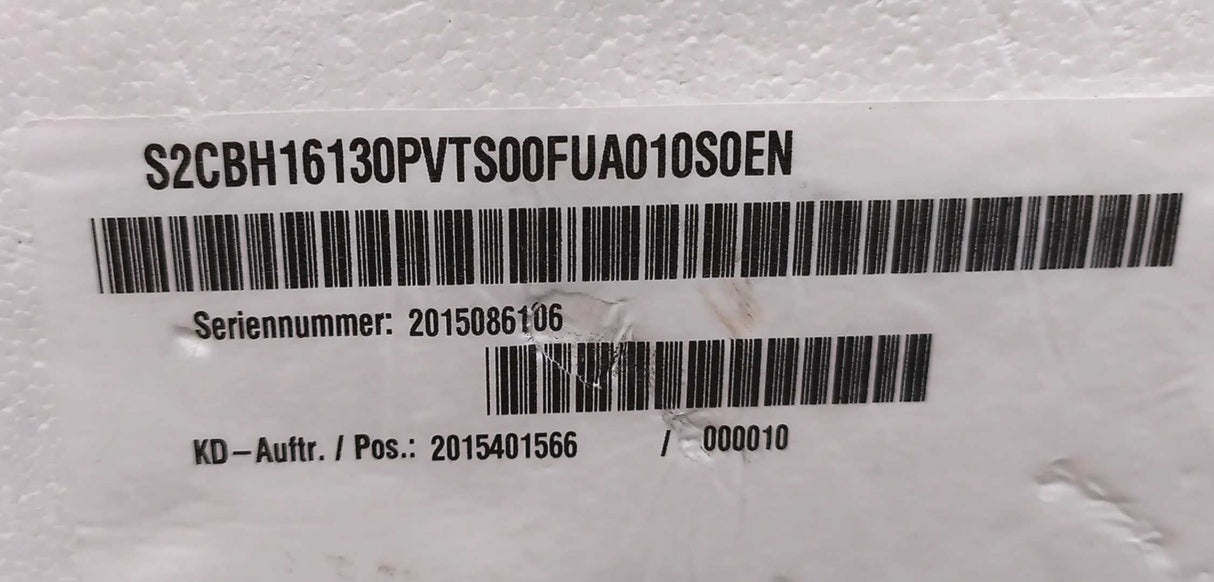 S2CBH16130PVTS00FUA010S0EN
Seriennummer: 2015086106
KD-Auftr. / Pos.: 2015401566 / 000010